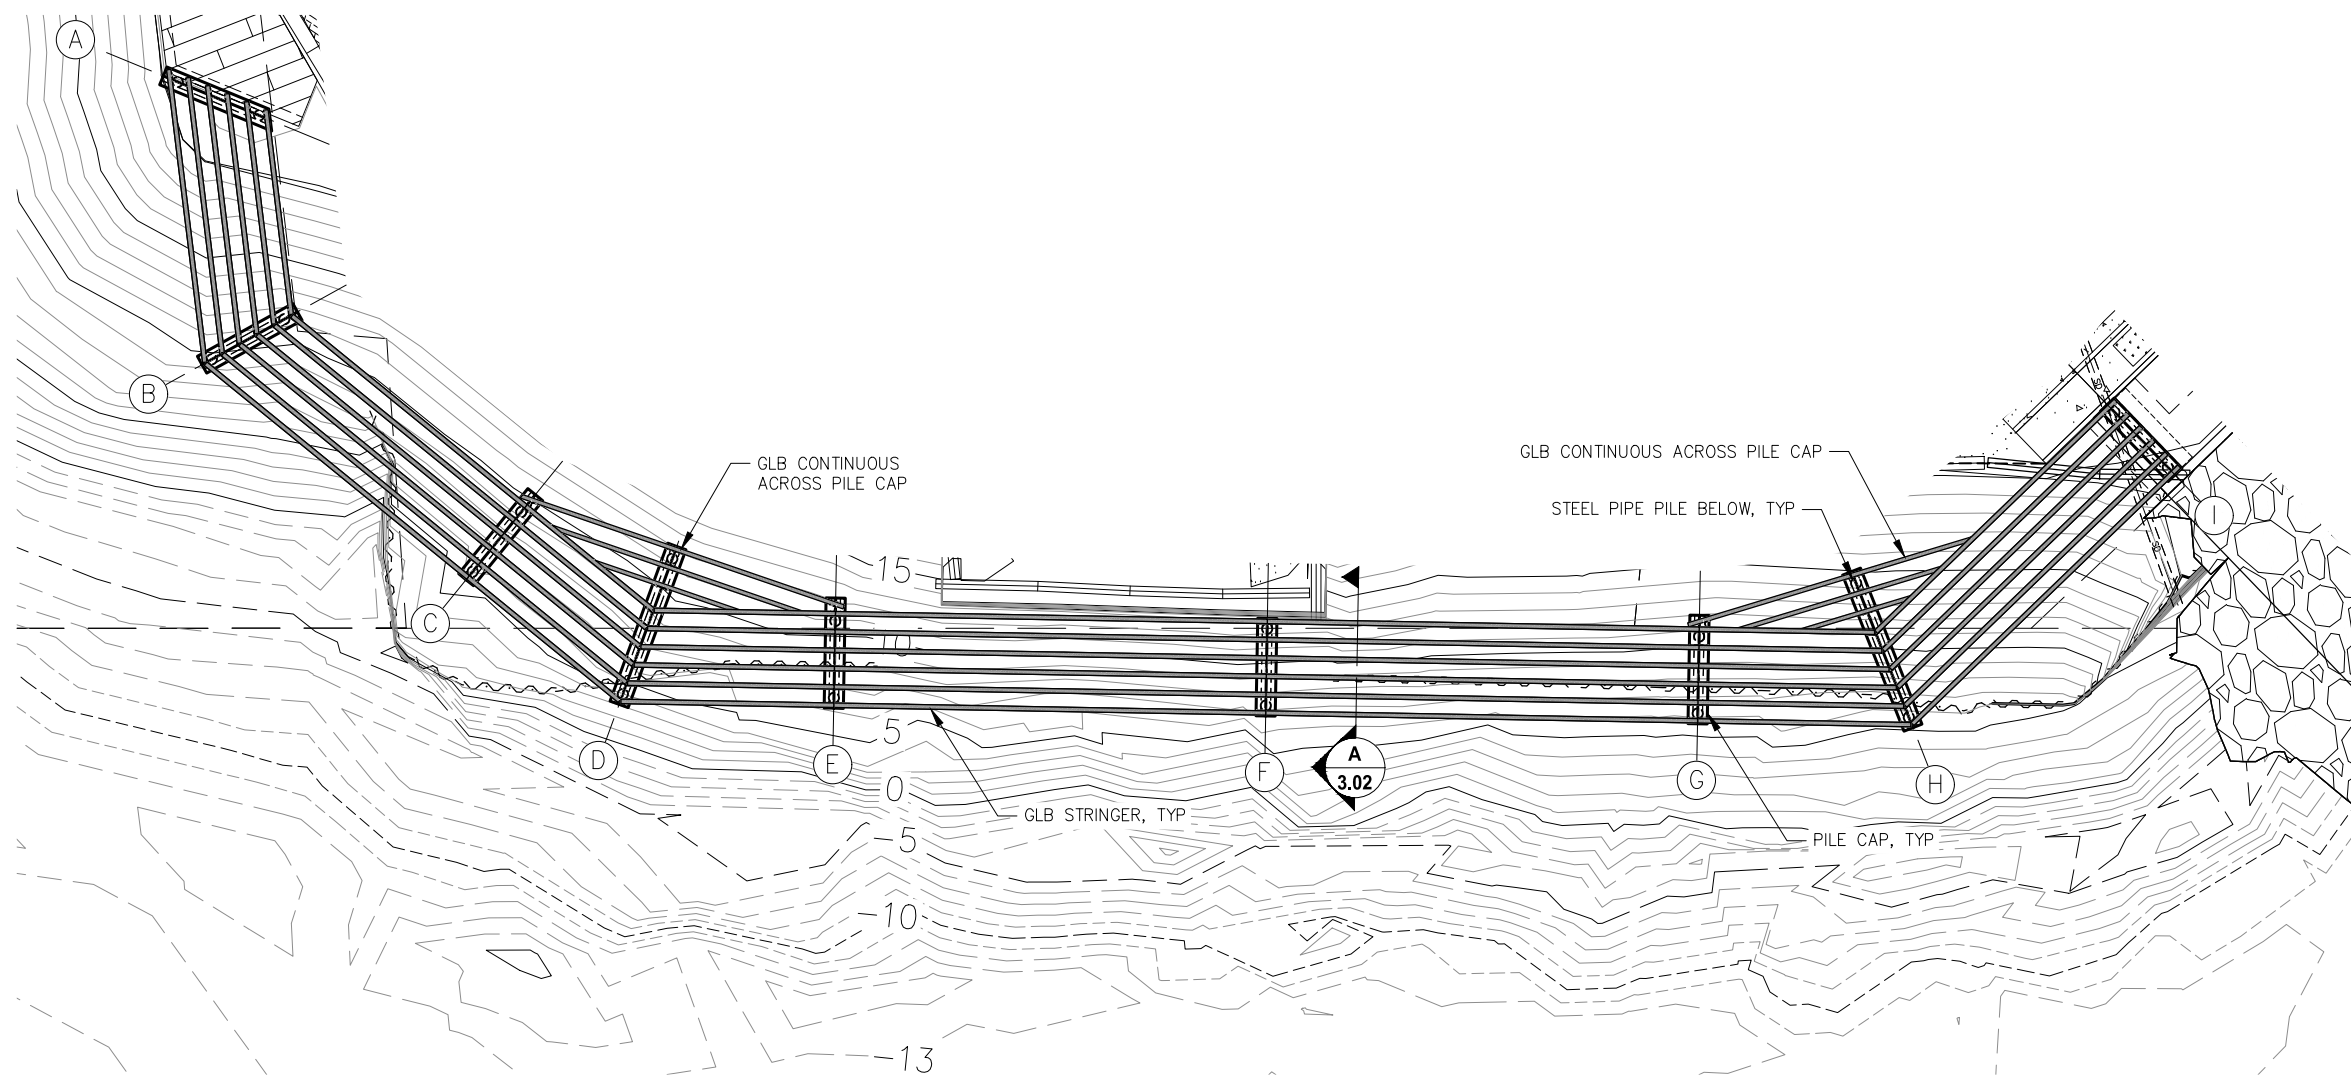 A
B
GLB CONTINUOUS
ACROSS PILE CAP
GLB CONTINUOUS ACROSS PILE CAP
STEEL PIPE PILE BELOW, TYP
I
15
C
10
5
D
E
F
A
3.02
G
H
0
GLB STRINGER, TYP
-5
PILE CAP, TYP
-10
-13